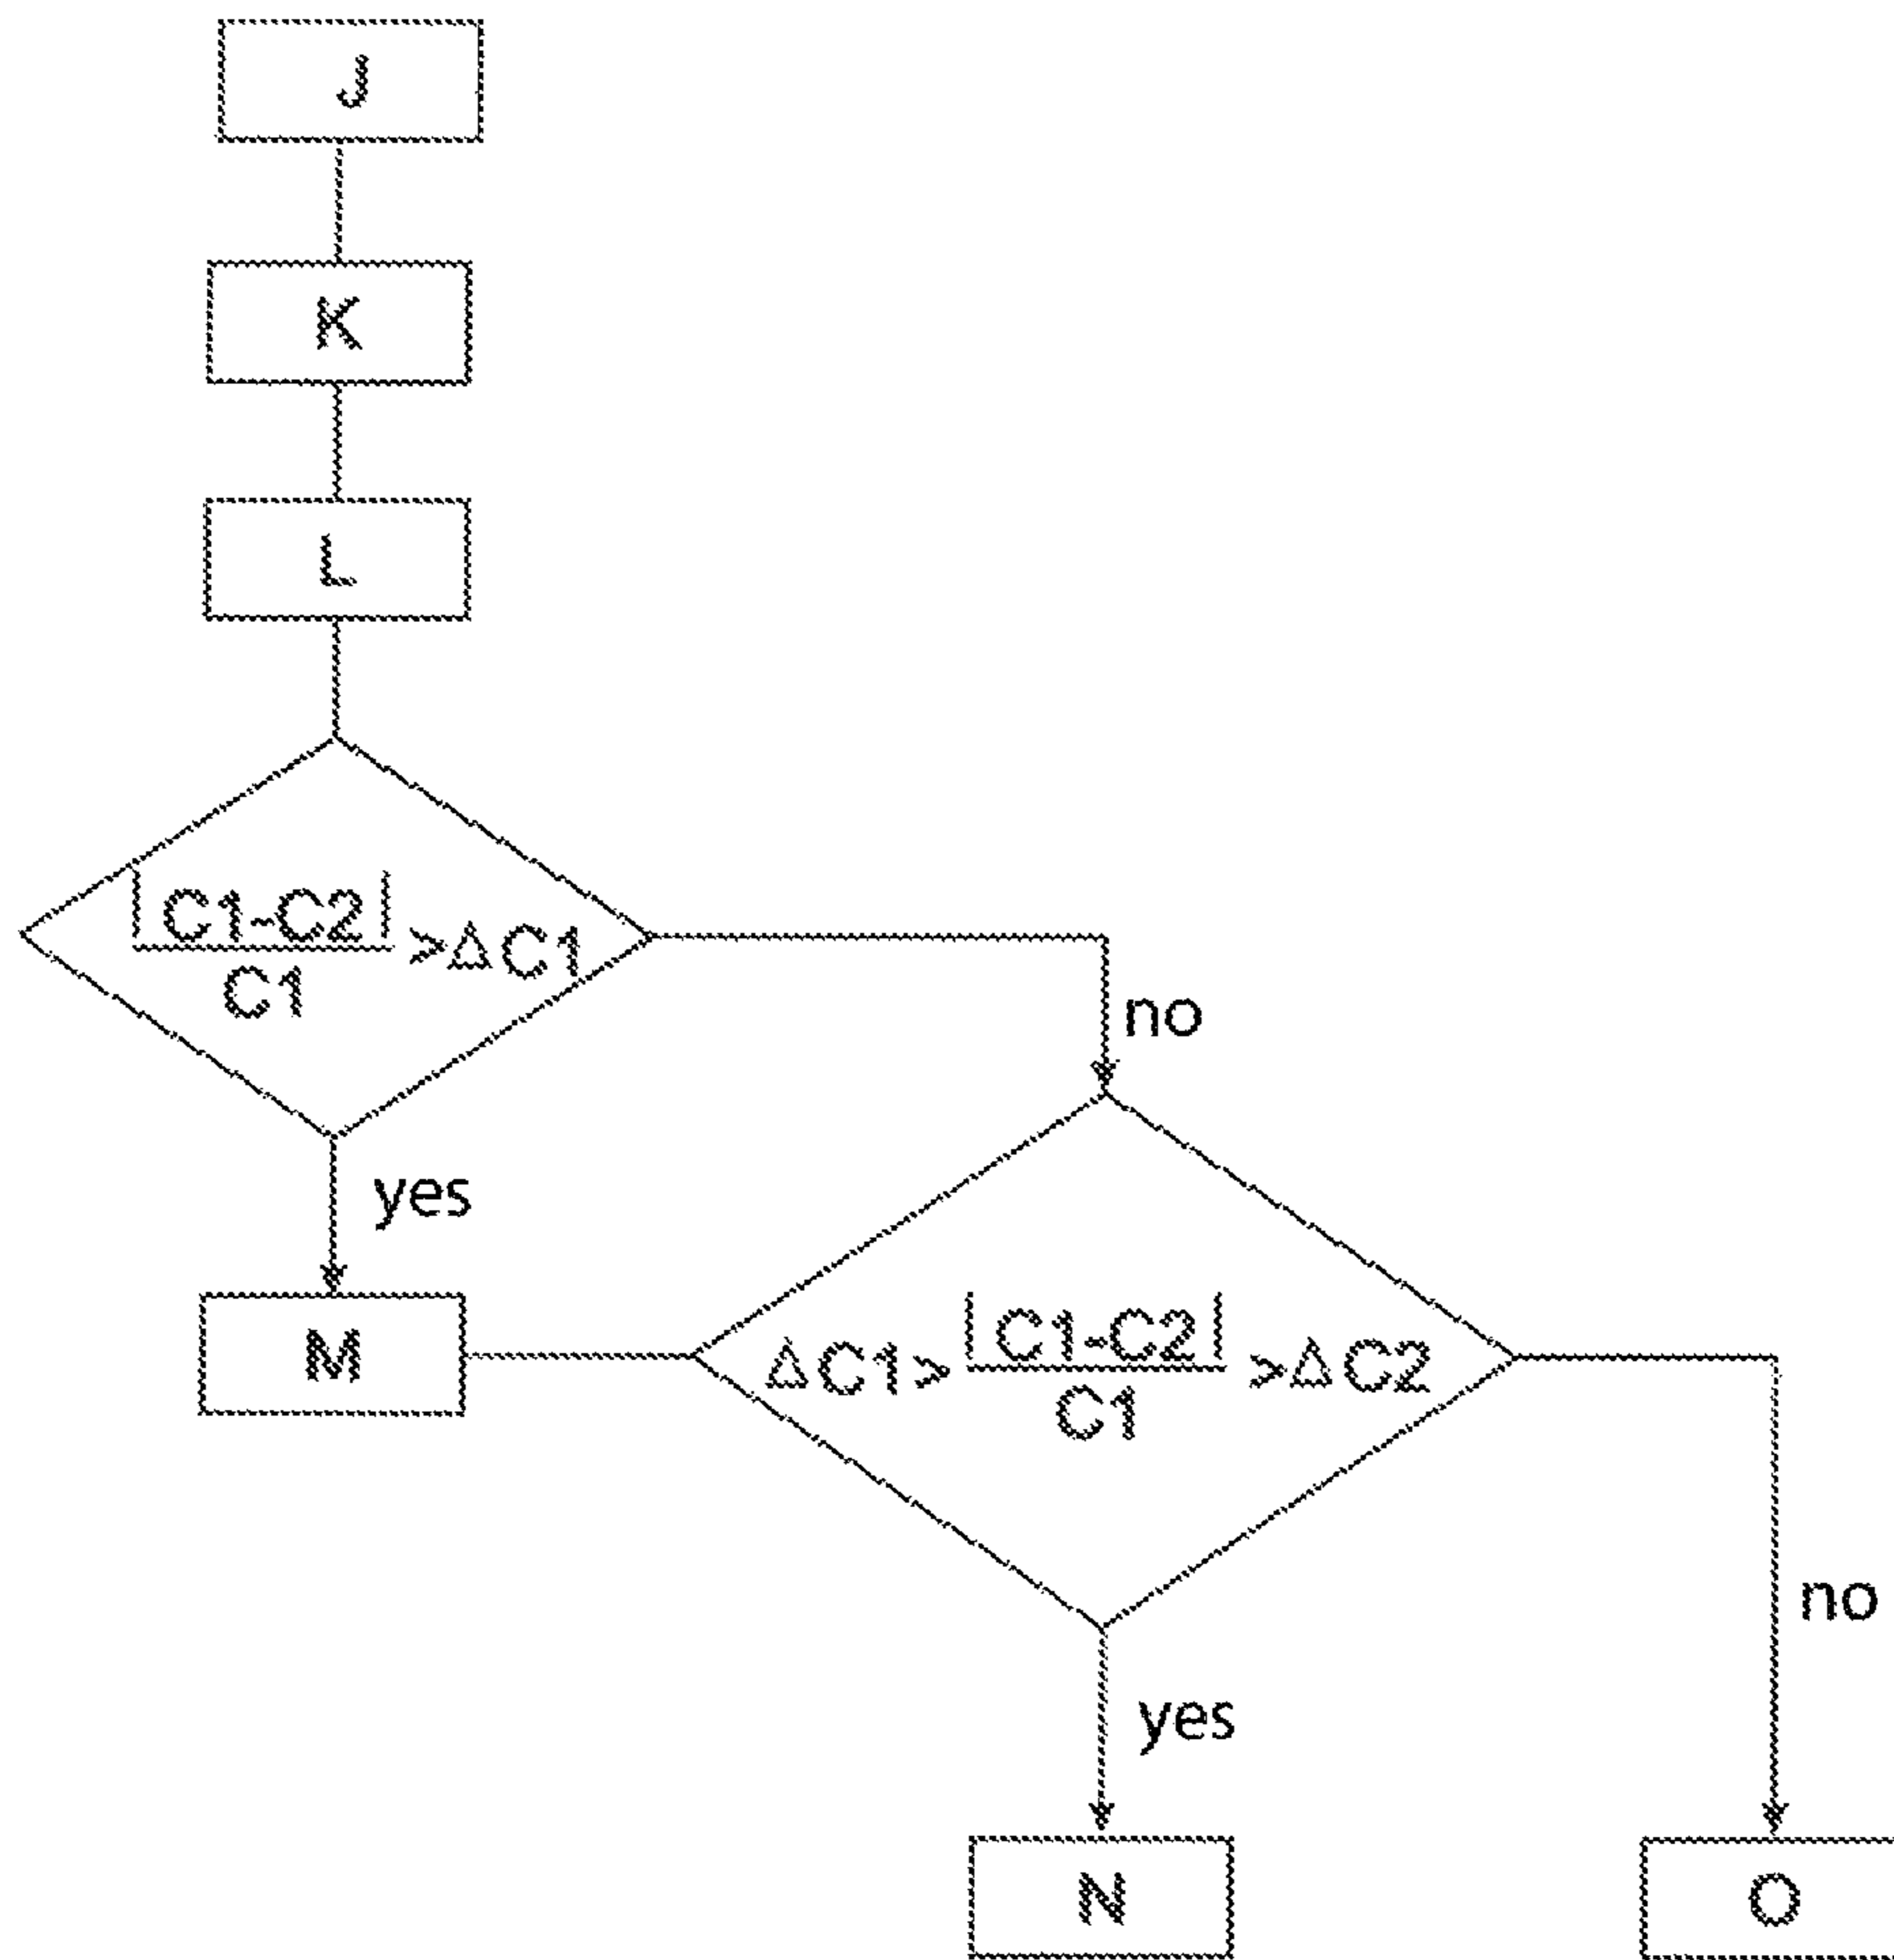 J
K
L
|C1-C2|
>ΔC1
C1
no
yes
M
ΔC1>
|C1-C2|
>ΔC2
C1
no
yes
N
O